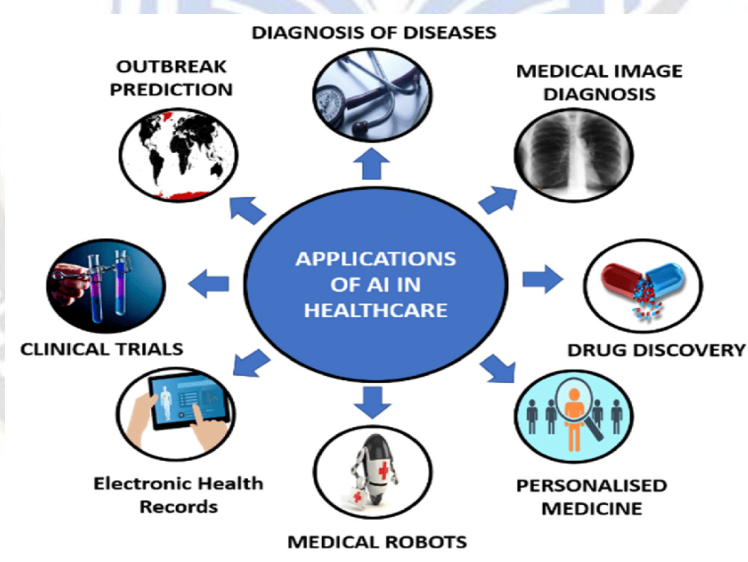 DIAGNOSIS OF DISEASES
OUTBREAK
PREDICTION
MEDICAL IMAGE
DIAGNOSIS
APPLICATIONS
OF AI IN
HEALTHCARE
CLINICAL TRIALS
DRUG DISCOVERY
Electronic Health
Records
PERSONALISED
MEDICINE
MEDICAL ROBOTS